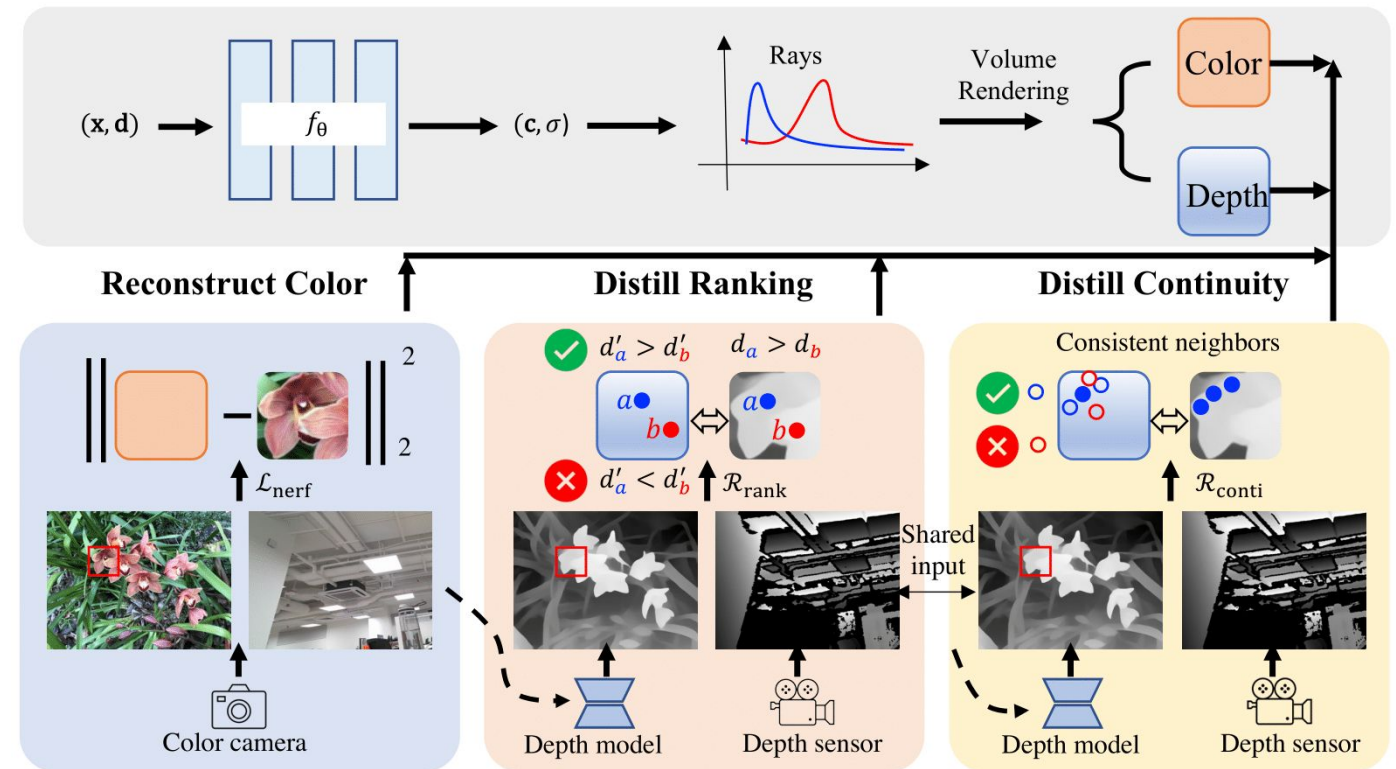 Rays
Volume
Rendering
Color
(x, d)
f_θ
(c, σ)
Depth
Reconstruct Color
Distill Ranking
Distill Continuity
2
2
ℒ_nerf
Color camera
d'_a > d'_b
d_a > d_b
a
b
a
b
d'_a < d'_b
ℛ_rank
Depth model
Depth sensor
Shared
input
Consistent neighbors
ℛ_conti
Depth model
Depth sensor